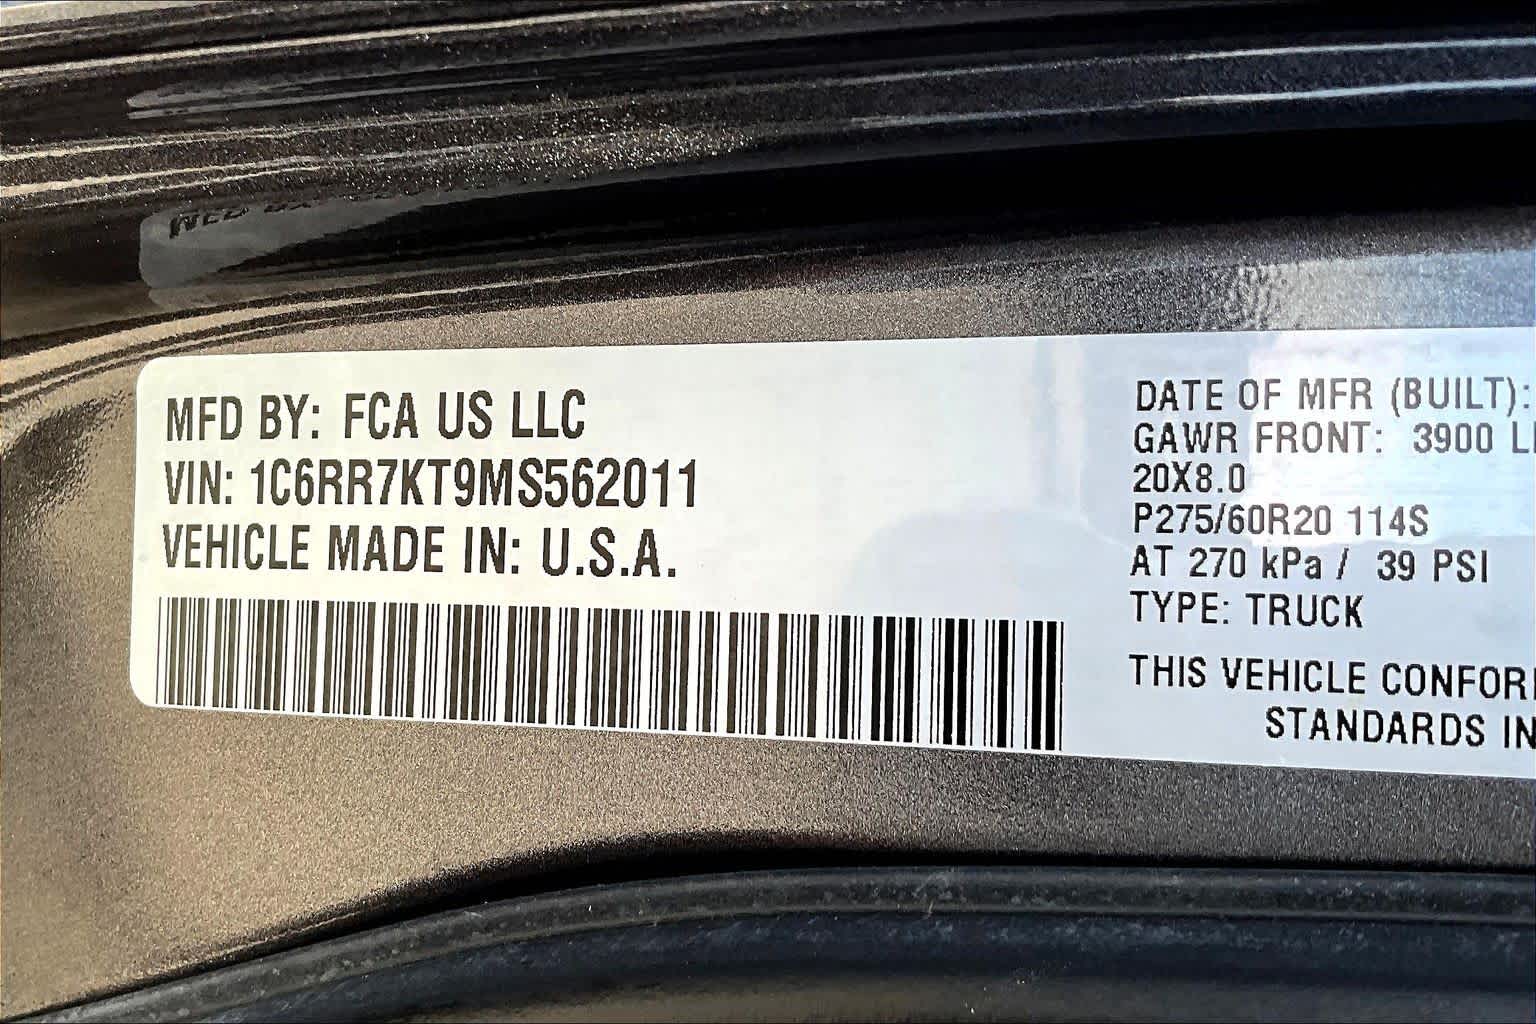 MFD BY: FCA US LLC
VIN: 1C6RR7KT9MS562011
VEHICLE MADE IN: U.S.A.
DATE OF MFR (BUILT):
GAWR FRONT: 3900
20X8.0
P275/60R20 114S
AT 270 kPa / 39 PSI
TYPE: TRUCK
THIS VEHICLE
STANDARDS IN